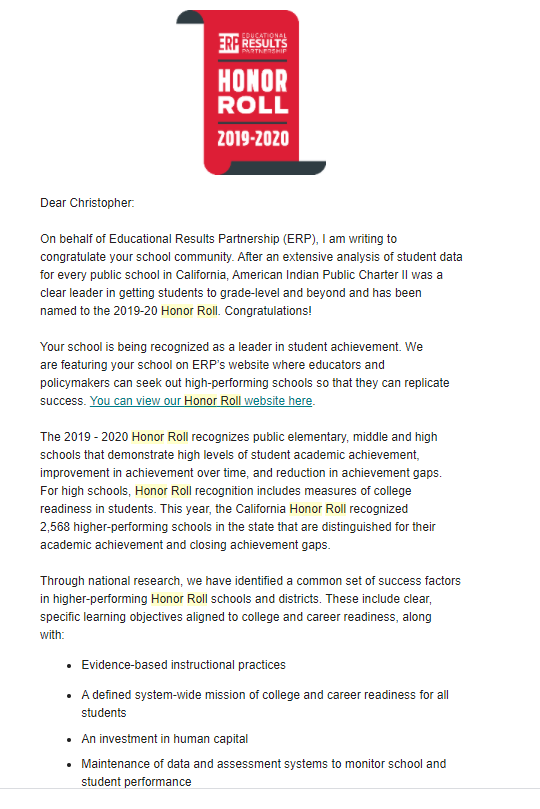 ERP EDUCATIONAL
RESULTS
PARTNERSHIP
HONOR
ROLL
2019-2020
Dear Christopher:
On behalf of Educational Results Partnership (ERP), I am writing to
congratulate your school community. After an extensive analysis of student data
for every public school in California, American Indian Public Charter II was a
clear leader in getting students to grade-level and beyond and has been
named to the 2019-20 Honor Roll. Congratulations!
Your school is being recognized as a leader in student achievement. We
are featuring your school on ERP's website where educators and
policymakers can seek out high-performing schools so that they can replicate
success. You can view our Honor Roll website here.
The 2019 - 2020 Honor Roll recognizes public elementary, middle and high
schools that demonstrate high levels of student academic achievement,
improvement in achievement over time, and reduction in achievement gaps.
For high schools, Honor Roll recognition includes measures of college
readiness in students. This year, the California Honor Roll recognized
2,568 higher-performing schools in the state that are distinguished for their
academic achievement and closing achievement gaps.
Through national research, we have identified a common set of success factors
in higher-performing Honor Roll schools and districts. These include clear,
specific learning objectives aligned to college and career readiness, along
with:
• Evidence-based instructional practices
• A defined system-wide mission of college and career readiness for all
students
• An investment in human capital
• Maintenance of data and assessment systems to monitor school and
student performance